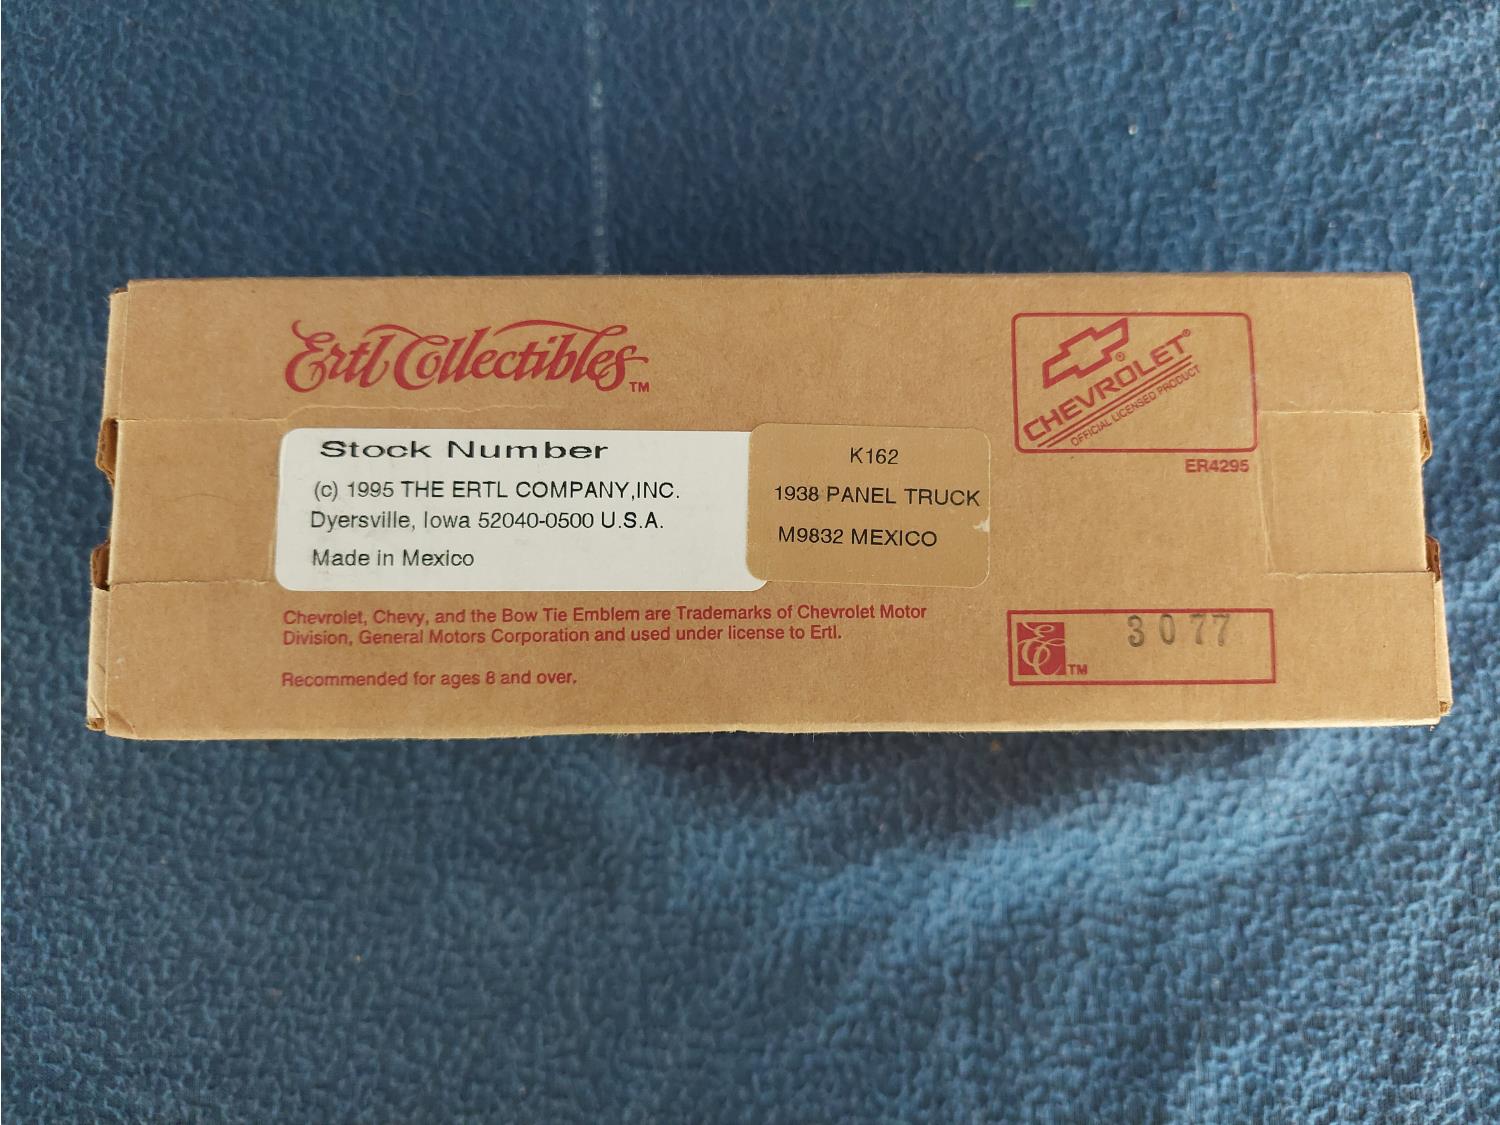 Ertl Collectibles TM
CHEVROLET®
OFFICIAL LICENSED PRODUCT
ER4295
Stock Number
(c) 1995 THE ERTL COMPANY,INC.
Dyersville, Iowa 52040-0500 U.S.A.
Made in Mexico
K162
1938 PANEL TRUCK
M9832 MEXICO
Chevrolet, Chevy, and the Bow Tie Emblem are Trademarks of Chevrolet Motor
Division, General Motors Corporation and used under license to Ertl.
Recommended for ages 8 and over.
TM
3077